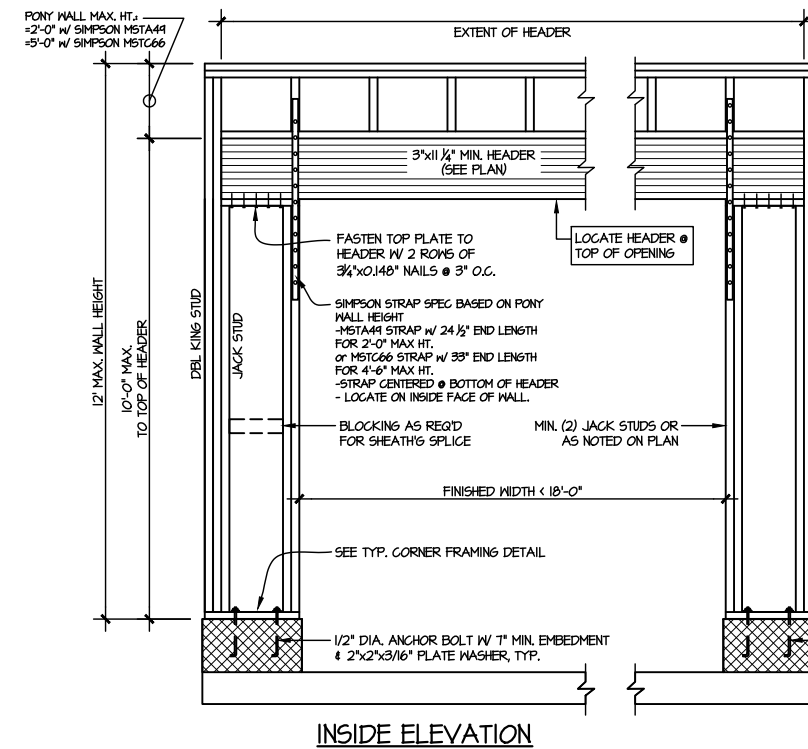 PONY WALL MAX. HT.:
=2'-0" W/ SIMPSON MSTA49
=5'-0" W/ SIMPSON MSTC66
EXTENT OF HEADER
3"x11 1/4" MIN. HEADER
(SEE PLAN)
FASTEN TOP PLATE TO
HEADER W/ 2 ROWS OF
3 1/4"x0.148" NAILS @ 3" O.C.
LOCATE HEADER @
TOP OF OPENING
SIMPSON STRAP SPEC BASED ON PONY
WALL HEIGHT
-MSTA49 STRAP W/ 24 1/2" END LENGTH
FOR 2'-0" MAX HT.
or MSTC66 STRAP W/ 33" END LENGTH
FOR 4'-6" MAX HT.
-STRAP CENTERED @ BOTTOM OF HEADER
- LOCATE ON INSIDE FACE OF WALL.
12' MAX. WALL HEIGHT
10'-0" MAX.
TO TOP OF HEADER
DBL KING STUD
JACK STUD
BLOCKING AS REQ'D
FOR SHEATH'G SPLICE
MIN. (2) JACK STUDS OR
AS NOTED ON PLAN
FINISHED WIDTH < 18'-0"
SEE TYP. CORNER FRAMING DETAIL
1/2" DIA. ANCHOR BOLT W/ 7" MIN. EMBEDMENT
& 2"x2"x3/16" PLATE WASHER, TYP.
INSIDE ELEVATION